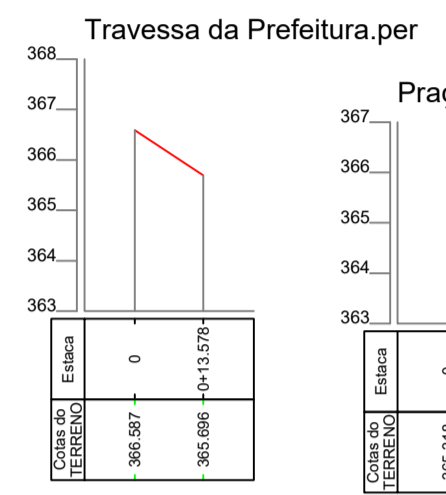 Travessa da Prefeitura.per
368
367
366
365
364
363
Estaca
0
0+13.578
Cotas do
TERRENO
366.587
365.696
367
366
365
364
363
Estaca
Cotas do
TERRENO